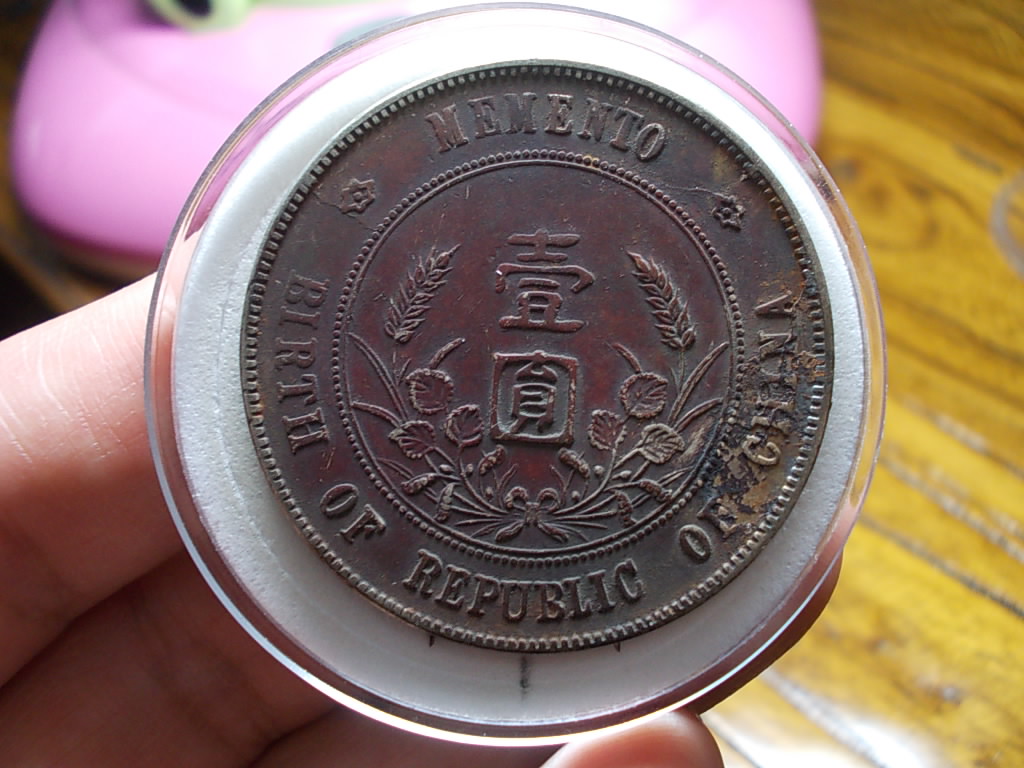 MEMENTO
壹
圓
BIRTH OF REPUBLIC OF CHINA